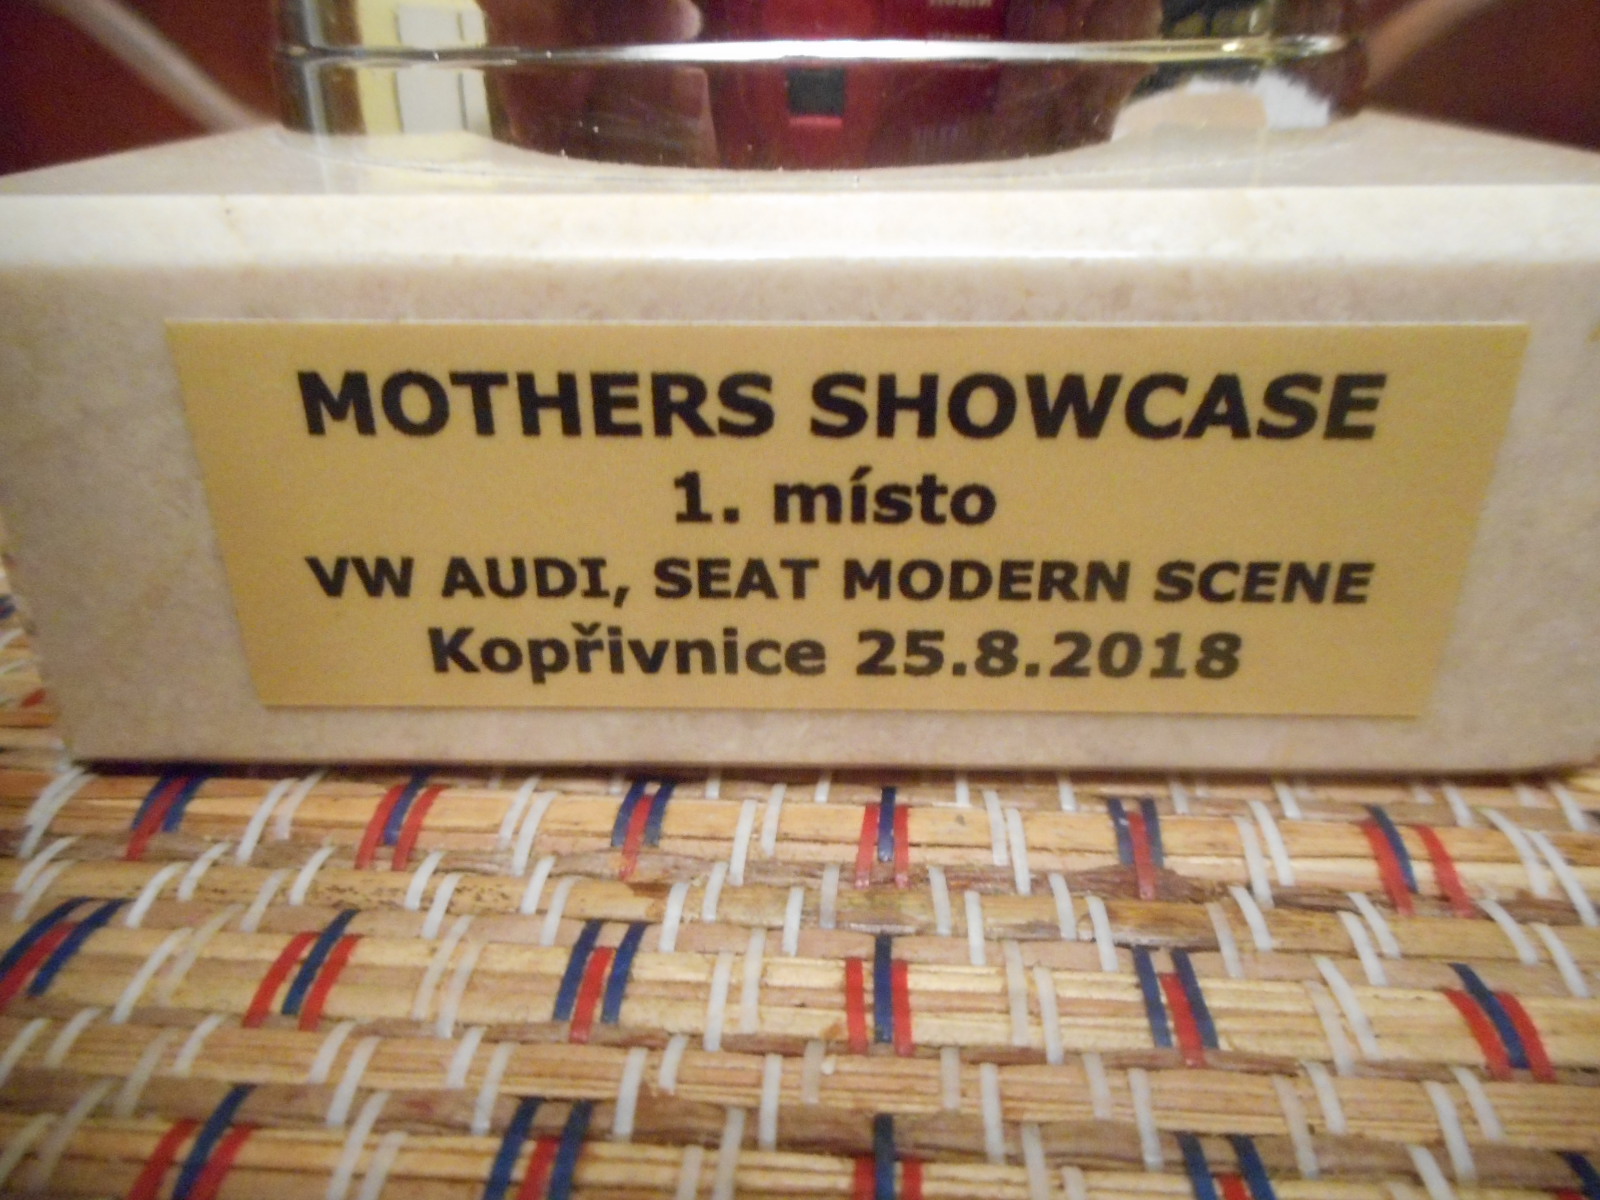 MOTHERS SHOWCASE
1. místo
VW AUDI, SEAT MODERN SCENE
Kopřivnice 25.8.2018